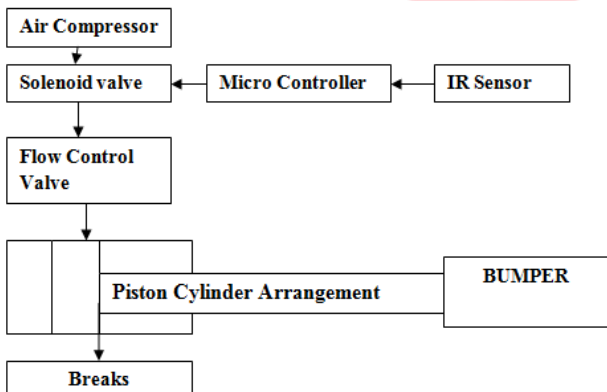 Air Compressor
Solenoid valve
Micro Controller
IR Sensor
Flow Control
Valve
Piston Cylinder Arrangement
BUMPER
Breaks